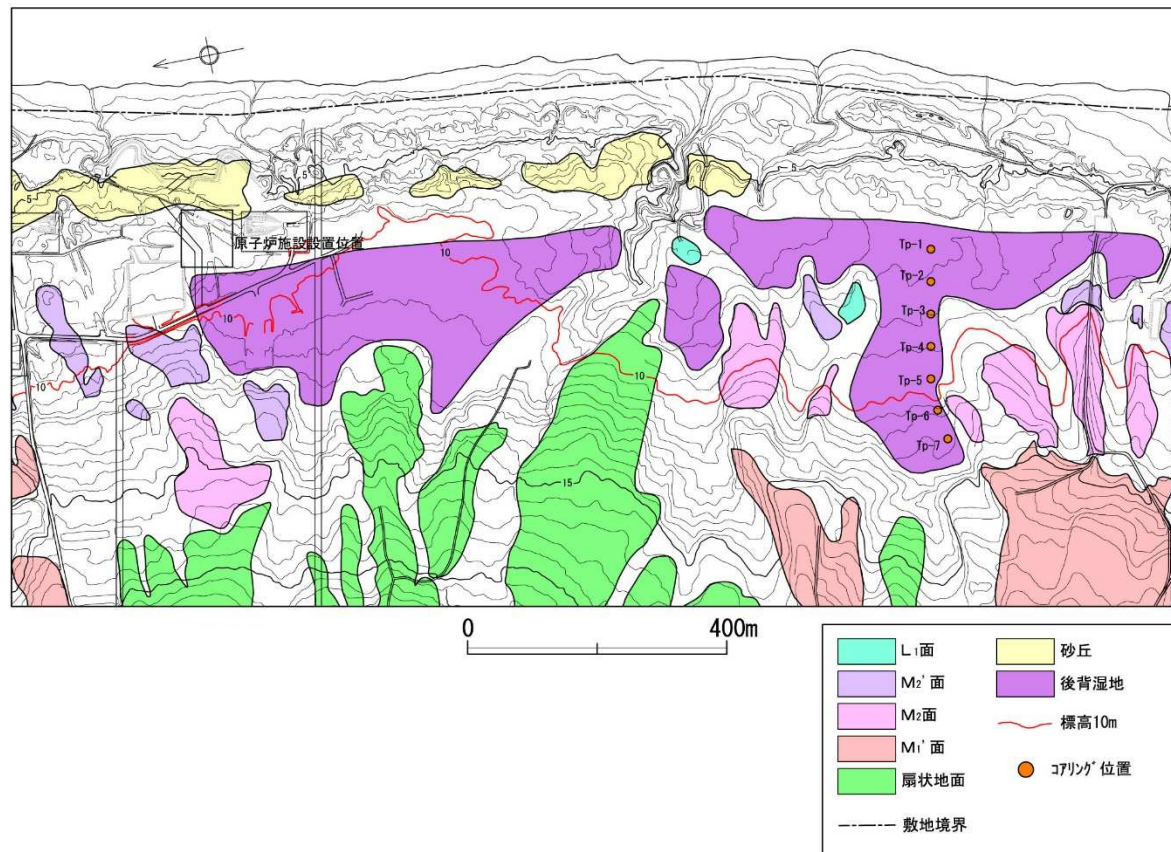 5
5
5
原子炉施設設置位置
10
10
10
10
10
15
15
Tp-1
Tp-2
Tp-3
Tp-4
Tp-5
Tp-6
Tp-7
0 400m
L₁面
M₂'面
M₂面
M₁'面
扇状地面
敷地境界
砂丘
後背湿地
標高10m
ｺｱﾘﾝｸﾞ位置